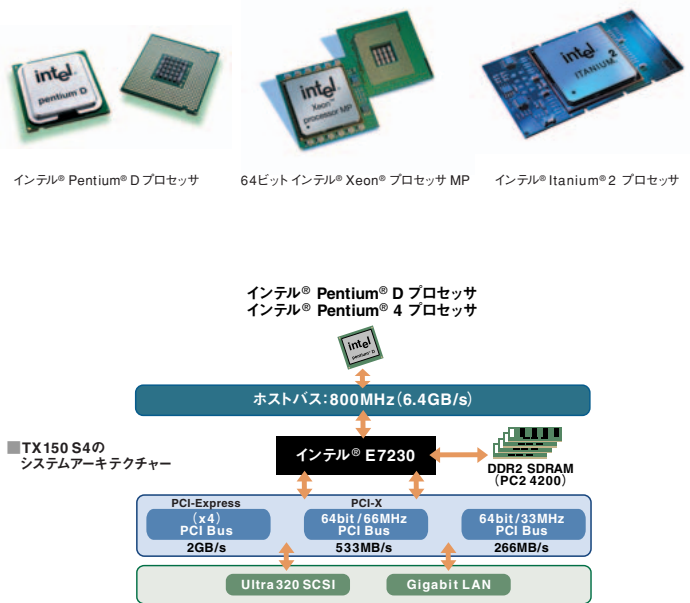 intel
pentium D
intel
Xeon™
processor MP
intel
ITANIUM 2
インテル® Pentium® D プロセッサ
64ビット インテル® Xeon® プロセッサ MP
インテル® Itanium® 2 プロセッサ
インテル® Pentium® D プロセッサ
インテル® Pentium® 4 プロセッサ
intel
pentium D
ホストバス:800MHz(6.4GB/s)
■TX150 S4の
システムアーキテクチャー
インテル® E7230
DDR2 SDRAM
(PC2 4200)
PCI-Express
(x4)
PCI Bus
2GB/s
PCI-X
64bit/66MHz
PCI Bus
533MB/s
64bit/33MHz
PCI Bus
266MB/s
Ultra320 SCSI
Gigabit LAN